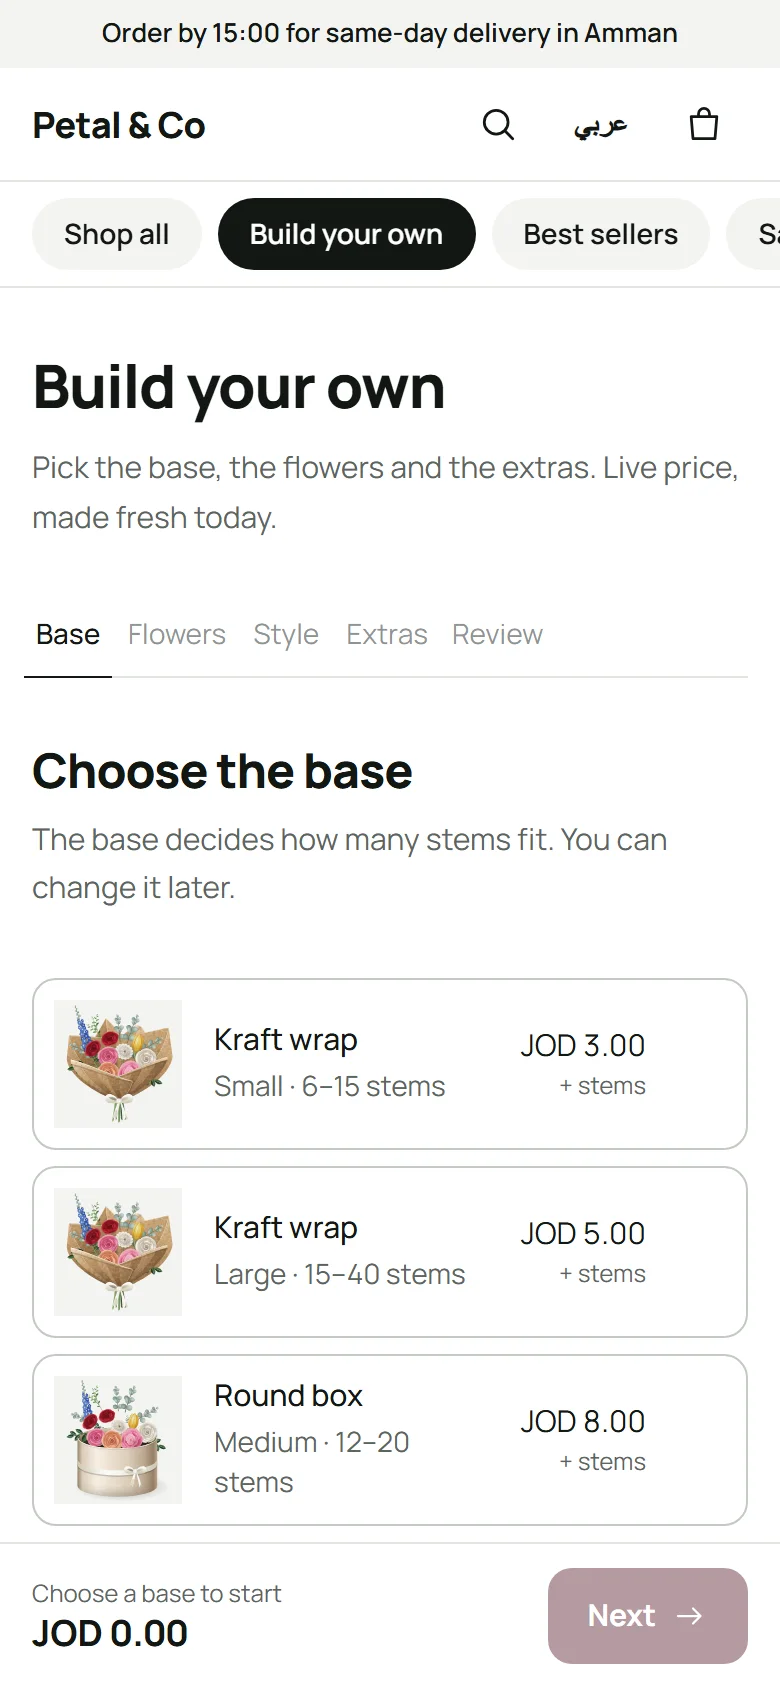 Order by 15:00 for same-day delivery in Amman
Petal & Co
عربي
Shop all
Build your own
Best sellers
Build your own
Pick the base, the flowers and the extras. Live price,
made fresh today.
Base
Flowers
Style
Extras
Review
Choose the base
The base decides how many stems fit. You can
change it later.
Kraft wrap
Small · 6–15 stems
JOD 3.00
+ stems
Kraft wrap
Large · 15–40 stems
JOD 5.00
+ stems
Round box
Medium · 12–20
stems
JOD 8.00
+ stems
Choose a base to start
JOD 0.00
Next →